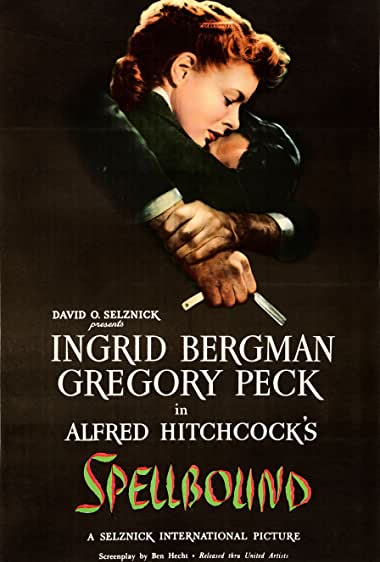 DAVID O. SELZNICK
presents
INGRID BERGMAN
GREGORY PECK
in
ALFRED HITCHCOCK'S
SPELLBOUND
A SELZNICK INTERNATIONAL PICTURE
Screenplay by Ben Hecht • Released thru United Artists